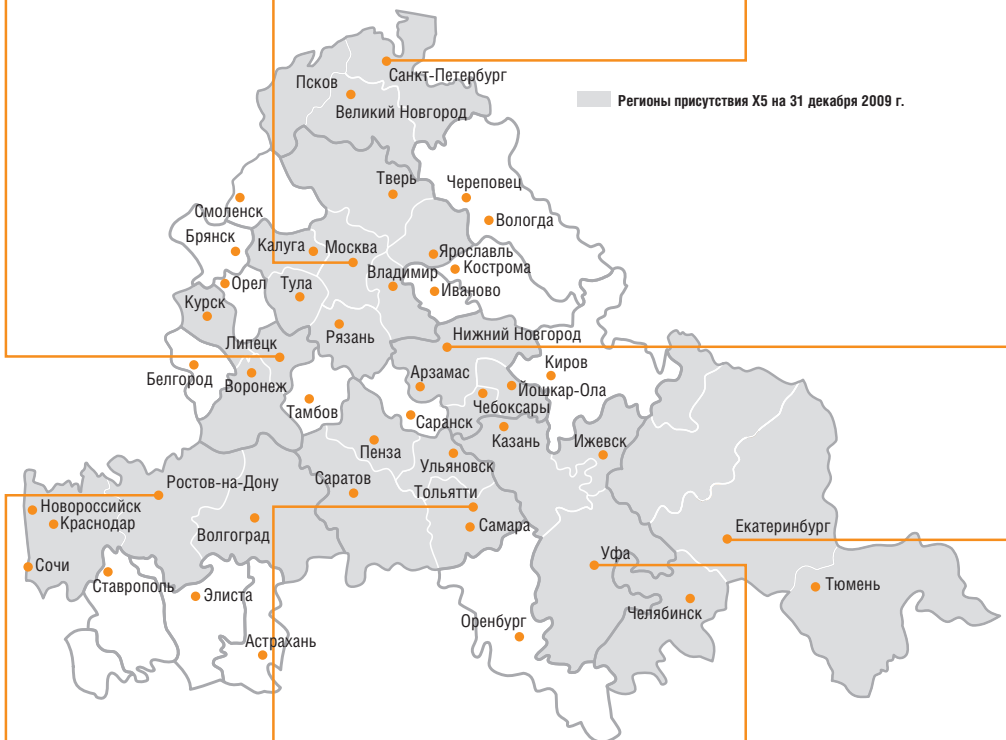 Санкт-Петербург
Псков
Великий Новгород
Регионы присутствия X5 на 31 декабря 2009 г.
Тверь
Череповец
Смоленск
Вологда
Брянск
Калуга
Москва
Ярославль
Кострома
Владимир
Орел
Тула
Иваново
Курск
Рязань
Нижний Новгород
Липецк
Киров
Белгород
Воронеж
Арзамас
Йошкар-Ола
Тамбов
Чебоксары
Саранск
Казань
Ижевск
Пенза
Ульяновск
Ростов-на-Дону
Саратов
Тольятти
Новороссийск
Краснодар
Волгоград
Самара
Екатеринбург
Сочи
Уфа
Ставрополь
Элиста
Тюмень
Оренбург
Челябинск
Астрахань